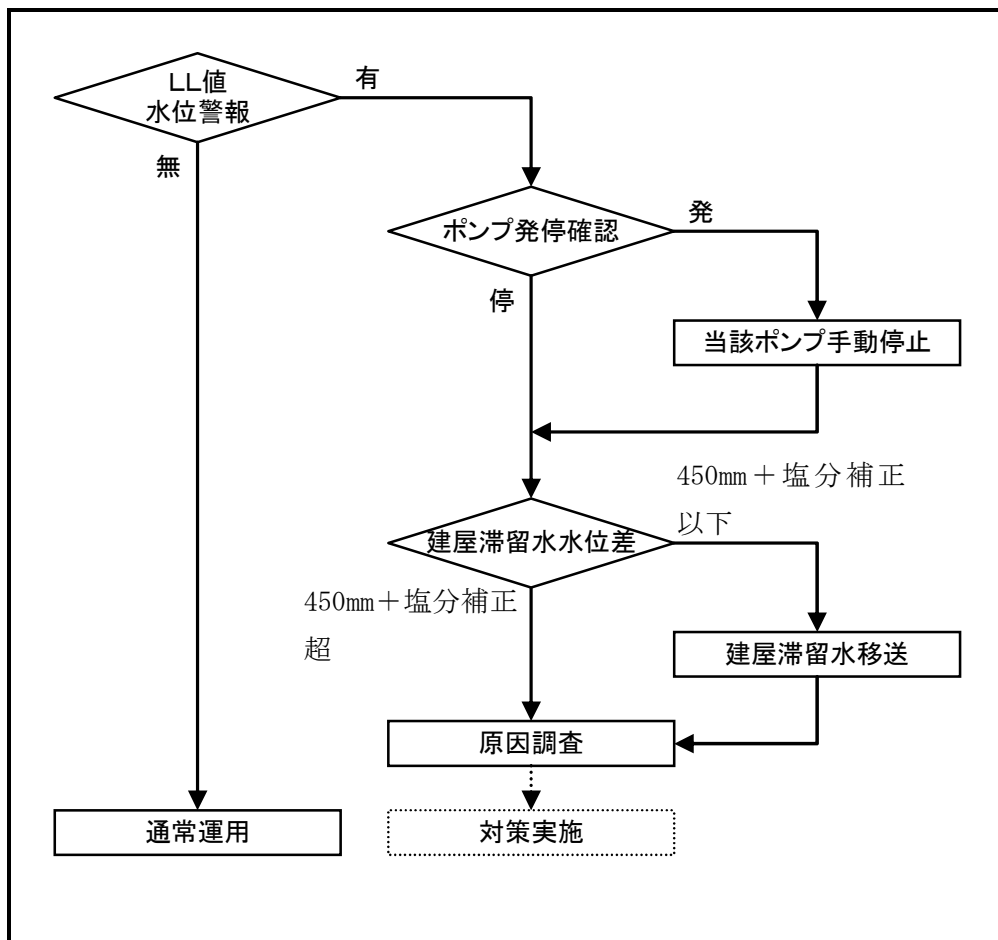 LL値
水位警報
有
無
ポンプ発停確認
発
停
当該ポンプ手動停止
450mm＋塩分補正
以下
建屋滞留水水位差
450mm＋塩分補正
超
建屋滞留水移送
原因調査
通常運用
対策実施